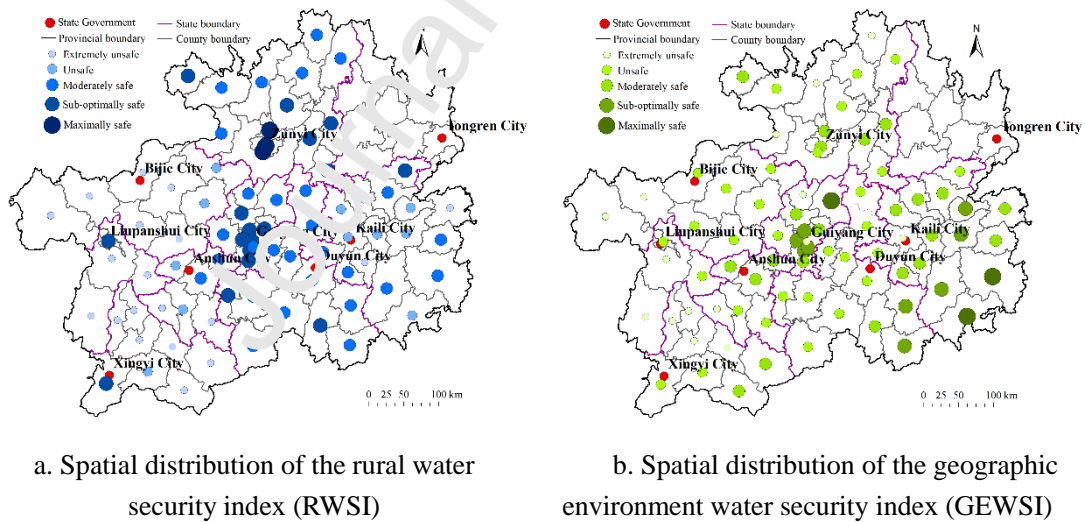 State Government
State boundary
Provincial boundary
County boundary
Extremely unsafe
Unsafe
Moderately safe
Sub-optimally safe
Maximally safe
Zunyi City
Tongren City
Bijie City
Liupanshui City
City
Kaili City
Anshun City
Duyun City
Xingyi City
0 25 50 100 km
Journal
State Government
State boundary
Provincial boundary
County boundary
N
Extremely unsafe
Unsafe
Moderately safe
Sub-optimally safe
Maximally safe
Zunyi City
Tongren City
Bijie City
Liupanshui City
Guiyang City
Kaili City
Anshun City
Duyun City
Xingyi City
0 25 50 100 km
a. Spatial distribution of the rural water
security index (RWSI)
b. Spatial distribution of the geographic
environment water security index (GEWSI)